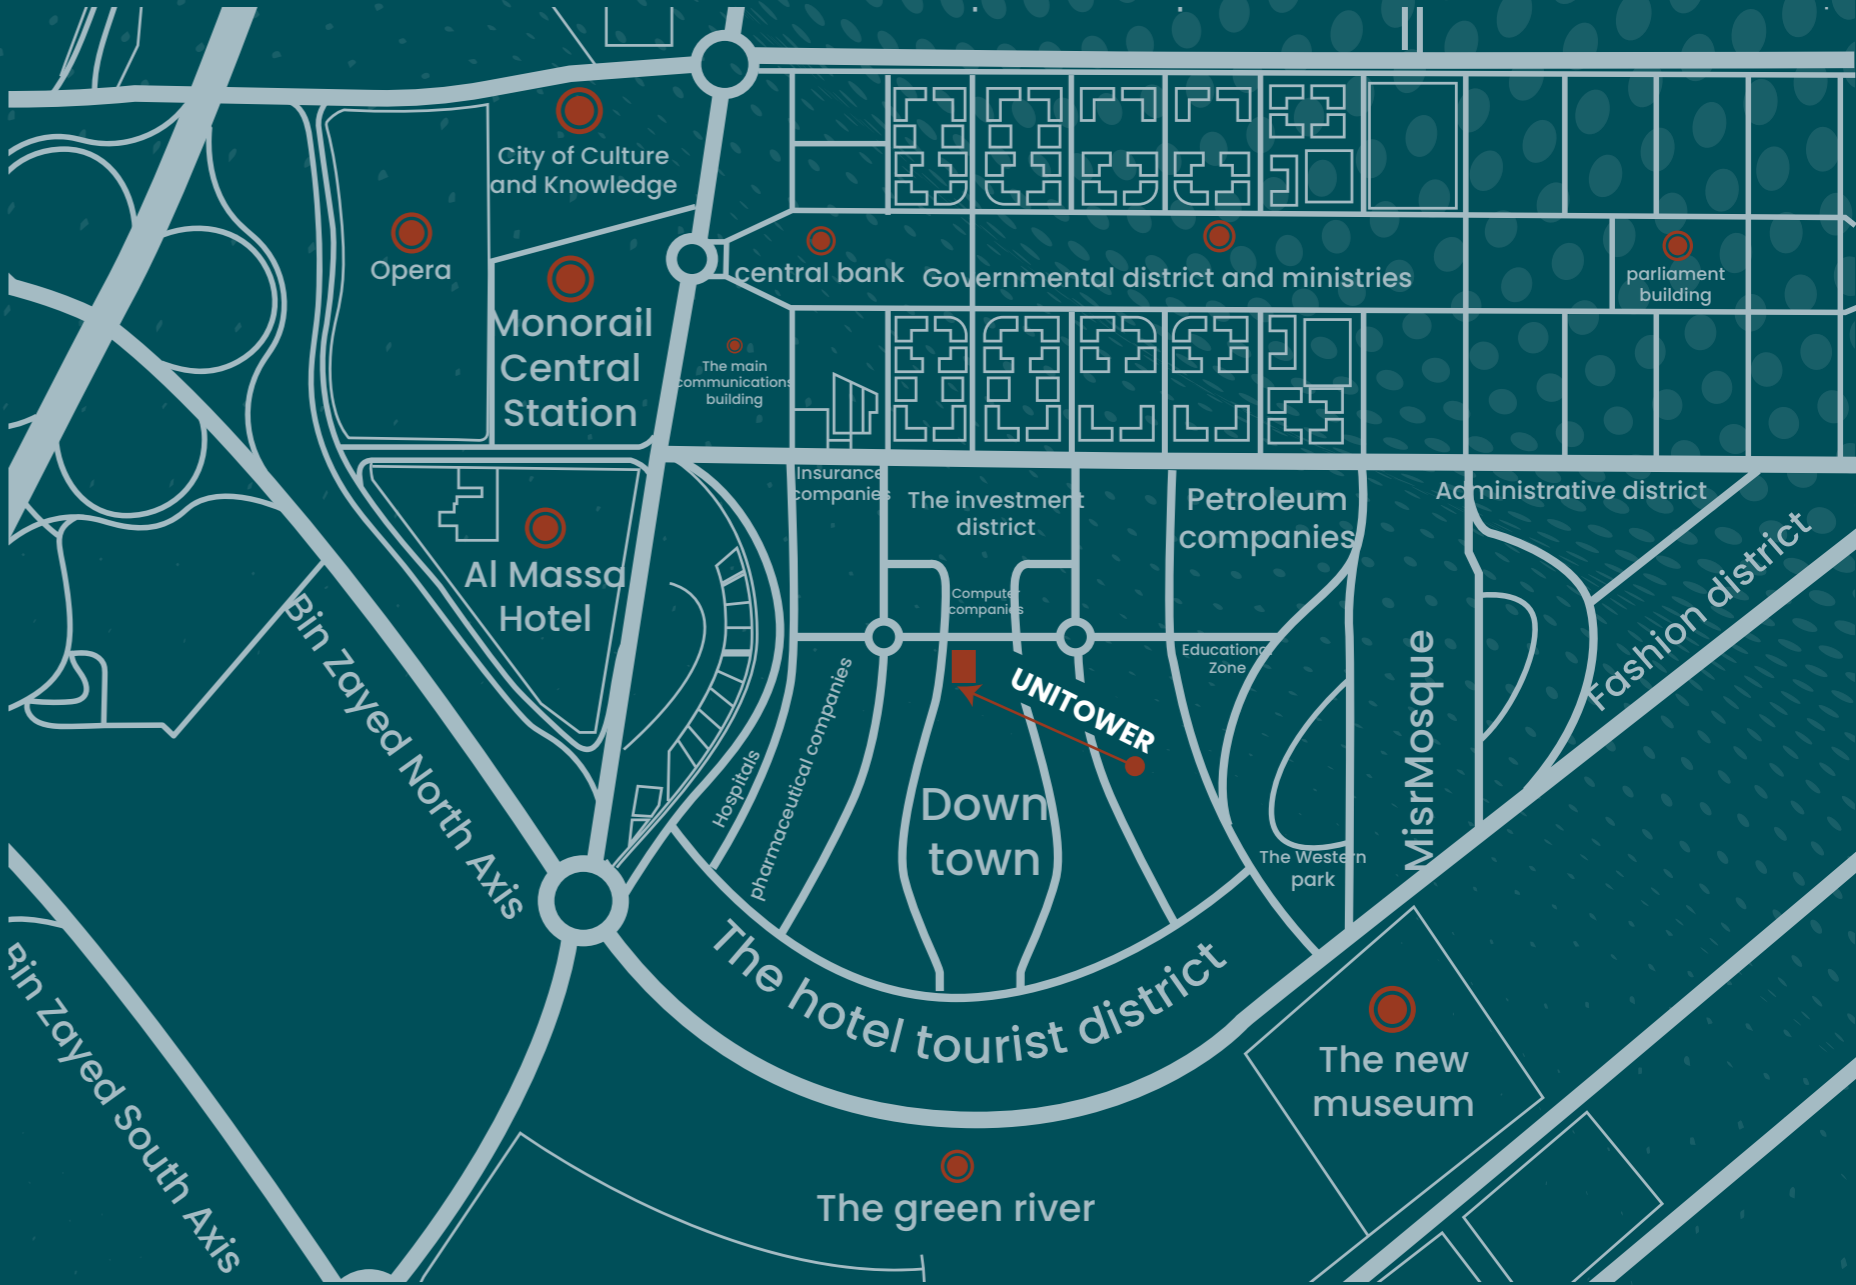 City of Culture
and Knowledge
Opera
Monorail
Central
Station
central bank
Governmental district and ministries
parliament
building
The main
communications
building
Insurance
companies
The investment
district
Petroleum
companies
Administrative district
Al Massa
Hotel
Computer
companies
Educational
Zone
UNITOWER
Fashion district
MisrMosque
Bin Zayed North Axis
Hospitals
pharmaceutical companies
Down
town
The Western
park
The hotel tourist district
Bin Zayed South Axis
The new
museum
The green river